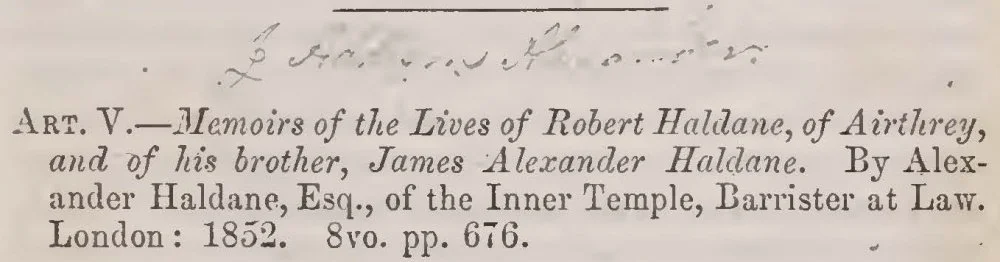 ART. V.—Memoirs of the Lives of Robert Haldane, of Airthrey,
and of his brother, James Alexander Haldane. By Alex-
ander Haldane, Esq., of the Inner Temple, Barrister at Law.
London: 1852. 8vo. pp. 676.